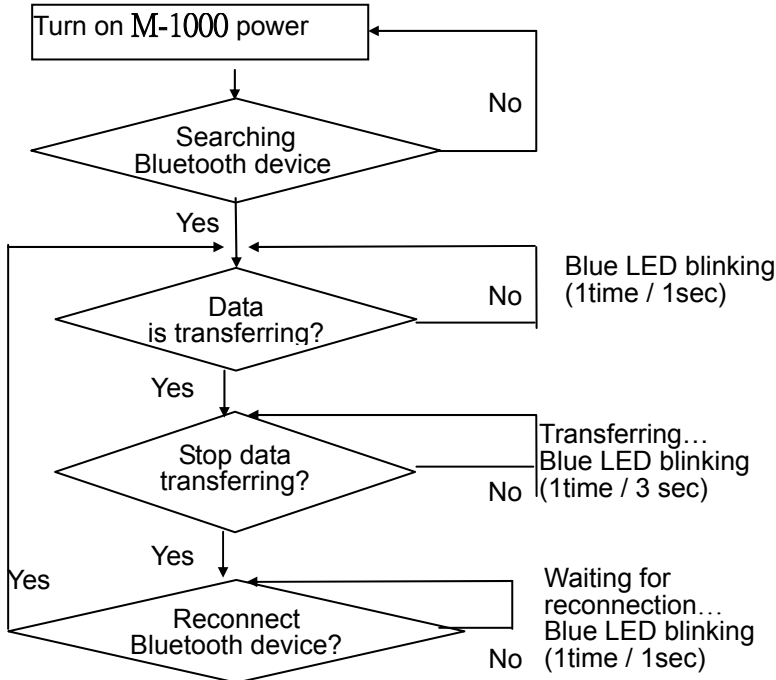 Turn on M-1000 power
No
Searching
Bluetooth device
Yes
Blue LED blinking
(1time / 1sec)
Data
is transferring?
No
Yes
Transferring…
Stop data
transferring?
Blue LED blinking
No
(1time / 3 sec)
Yes
Yes
Waiting for
reconnection…
Reconnect
Bluetooth device?
Blue LED blinking
No
(1time / 1sec)